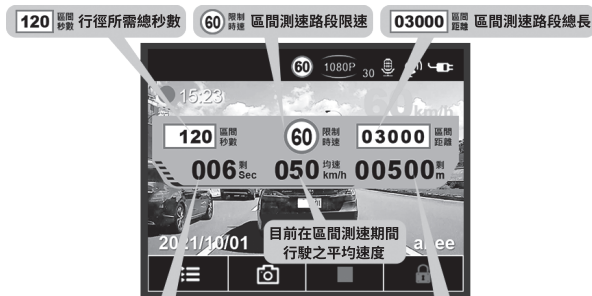 120 區間秒數 行徑所需總秒數
60 限制時速 區間測速路段限速
03000 區間距離 區間測速路段總長
60 1080P 30
15:23
km/h
120 區間秒數
60 限制時速
03000 區間距離
006 剩 Sec
050 均速 km/h
00500 剩 m
目前在區間測速期間
行駛之平均速度
2021/10/01